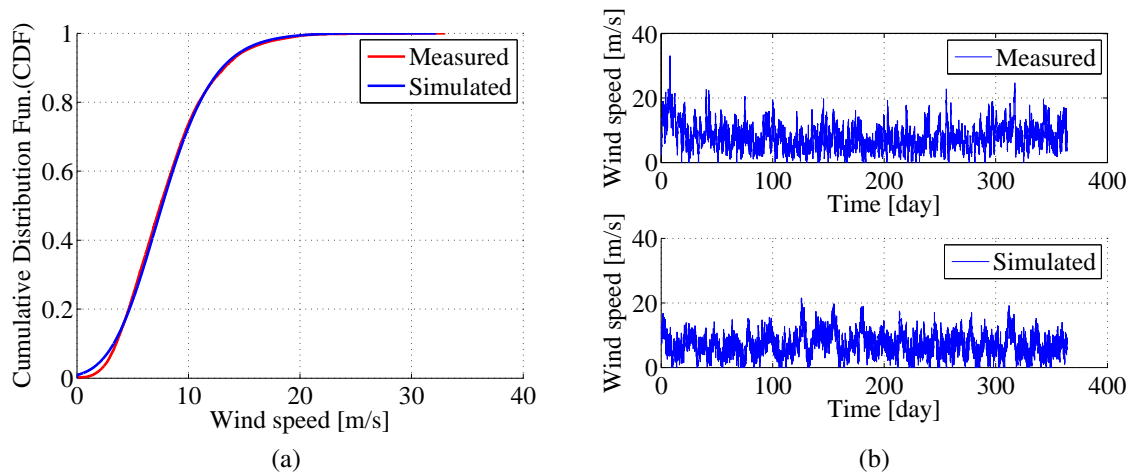 Cumulative Distribution Fun.(CDF)
1
0.8
0.6
0.4
0.2
0
Measured
Simulated
0 10 20 30 40
Wind speed [m/s]
(a)
Wind speed [m/s]
40
20
0
Measured
0 100 200 300 400
Time [day]
Wind speed [m/s]
40
20
0
Simulated
0 100 200 300 400
Time [day]
(b)